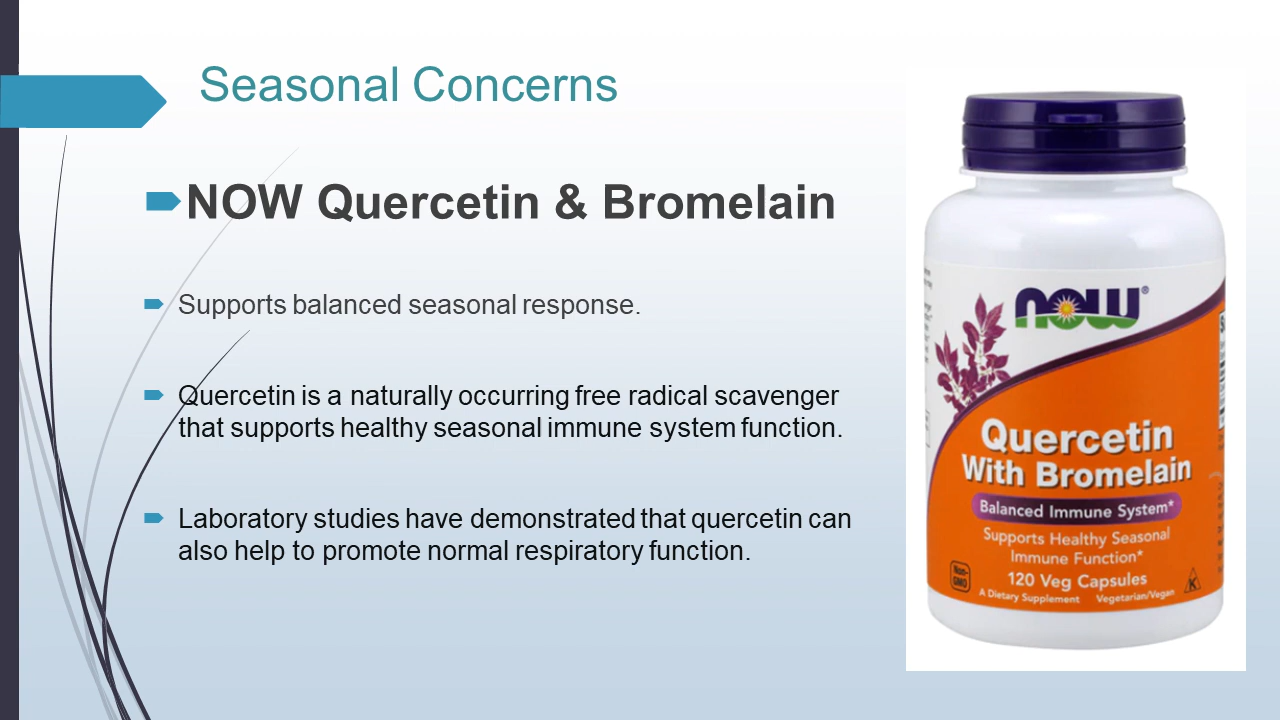 Seasonal Concerns
NOW Quercetin & Bromelain
Supports balanced seasonal response.
Quercetin is a naturally occurring free radical scavenger
that supports healthy seasonal immune system function.
Laboratory studies have demonstrated that quercetin can
also help to promote normal respiratory function.
NOW®
Quercetin
With Bromelain
Balanced Immune System*
Supports Healthy Seasonal
Immune Function*
Non-
GMO
120 Veg Capsules
K
A Dietary Supplement Vegetarian/Vegan